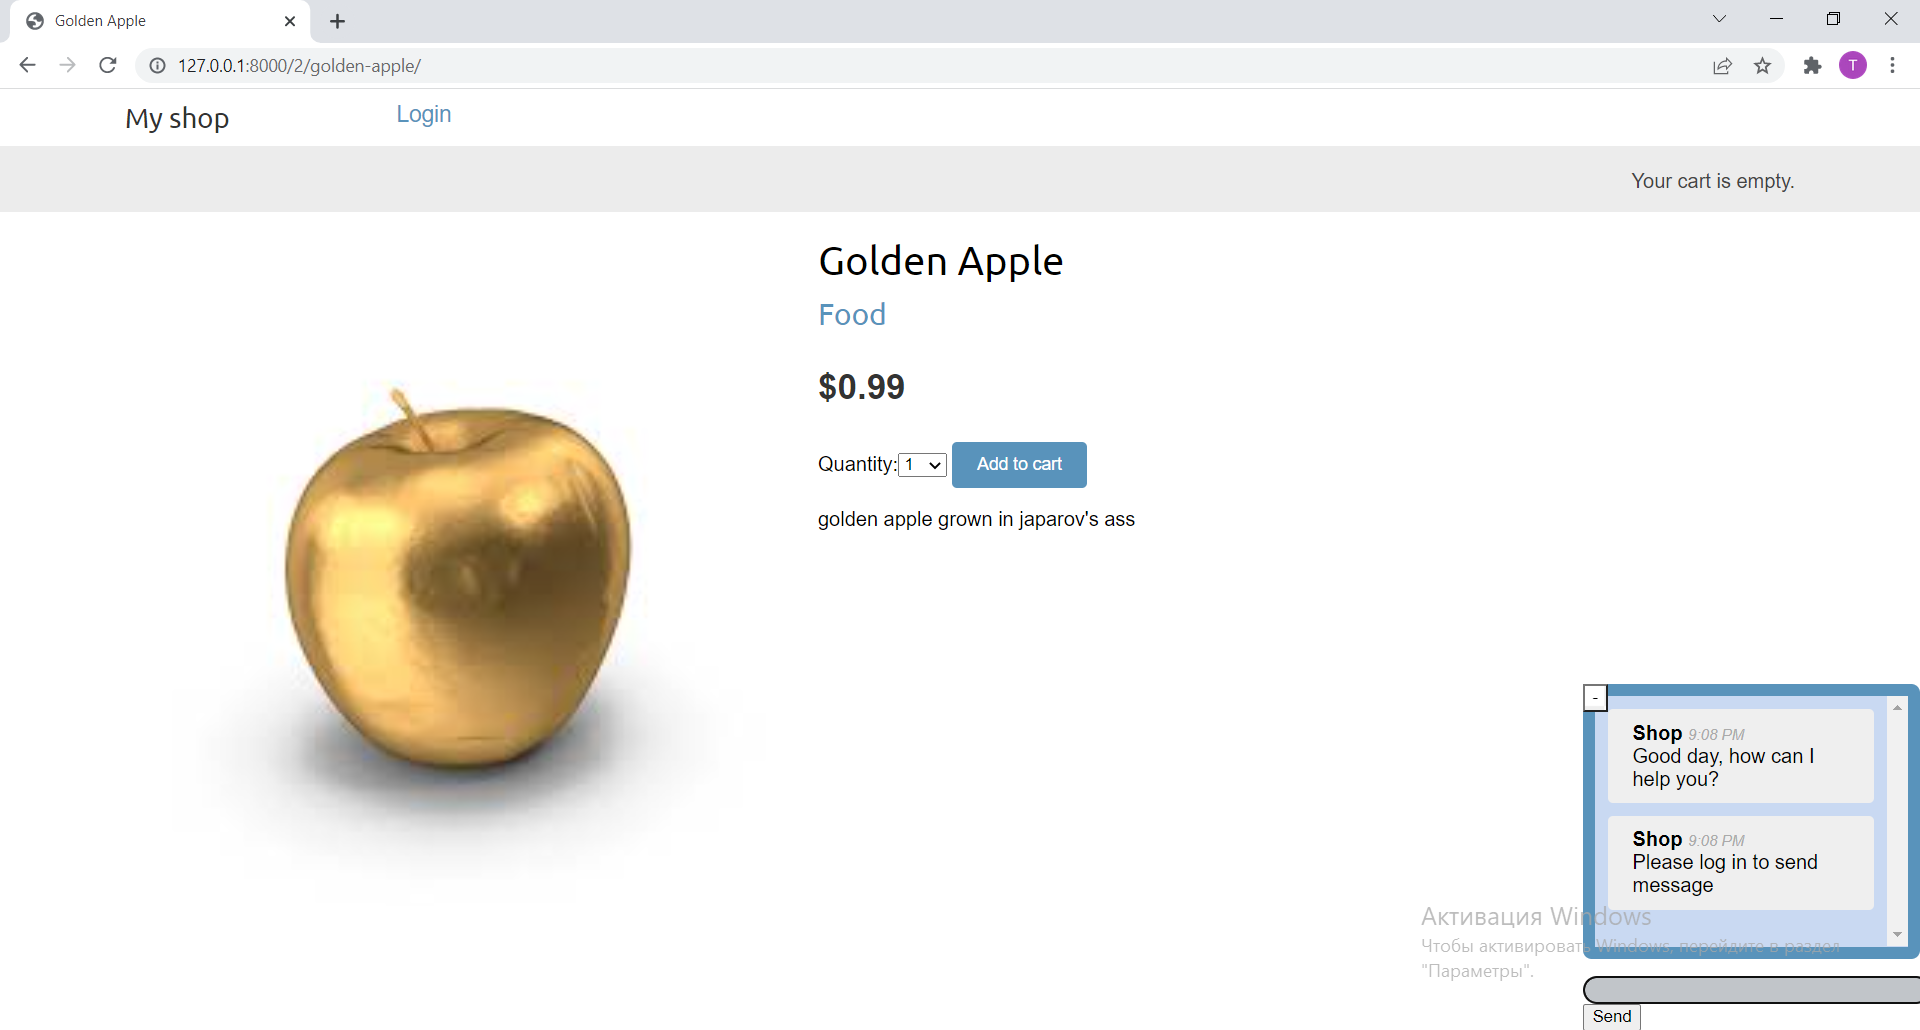 Golden Apple
127.0.0.1:8000/2/golden-apple/
T
My shop
Login
Your cart is empty.
Golden Apple
Food
$0.99
Quantity: 1 Add to cart
golden apple grown in japarov's ass
-
Shop 9:08 PM
Good day, how can I
help you?
Shop 9:08 PM
Please log in to send
message
Активация Windows
Чтобы активировать Windows, перейдите в раздел
"Параметры".
Send